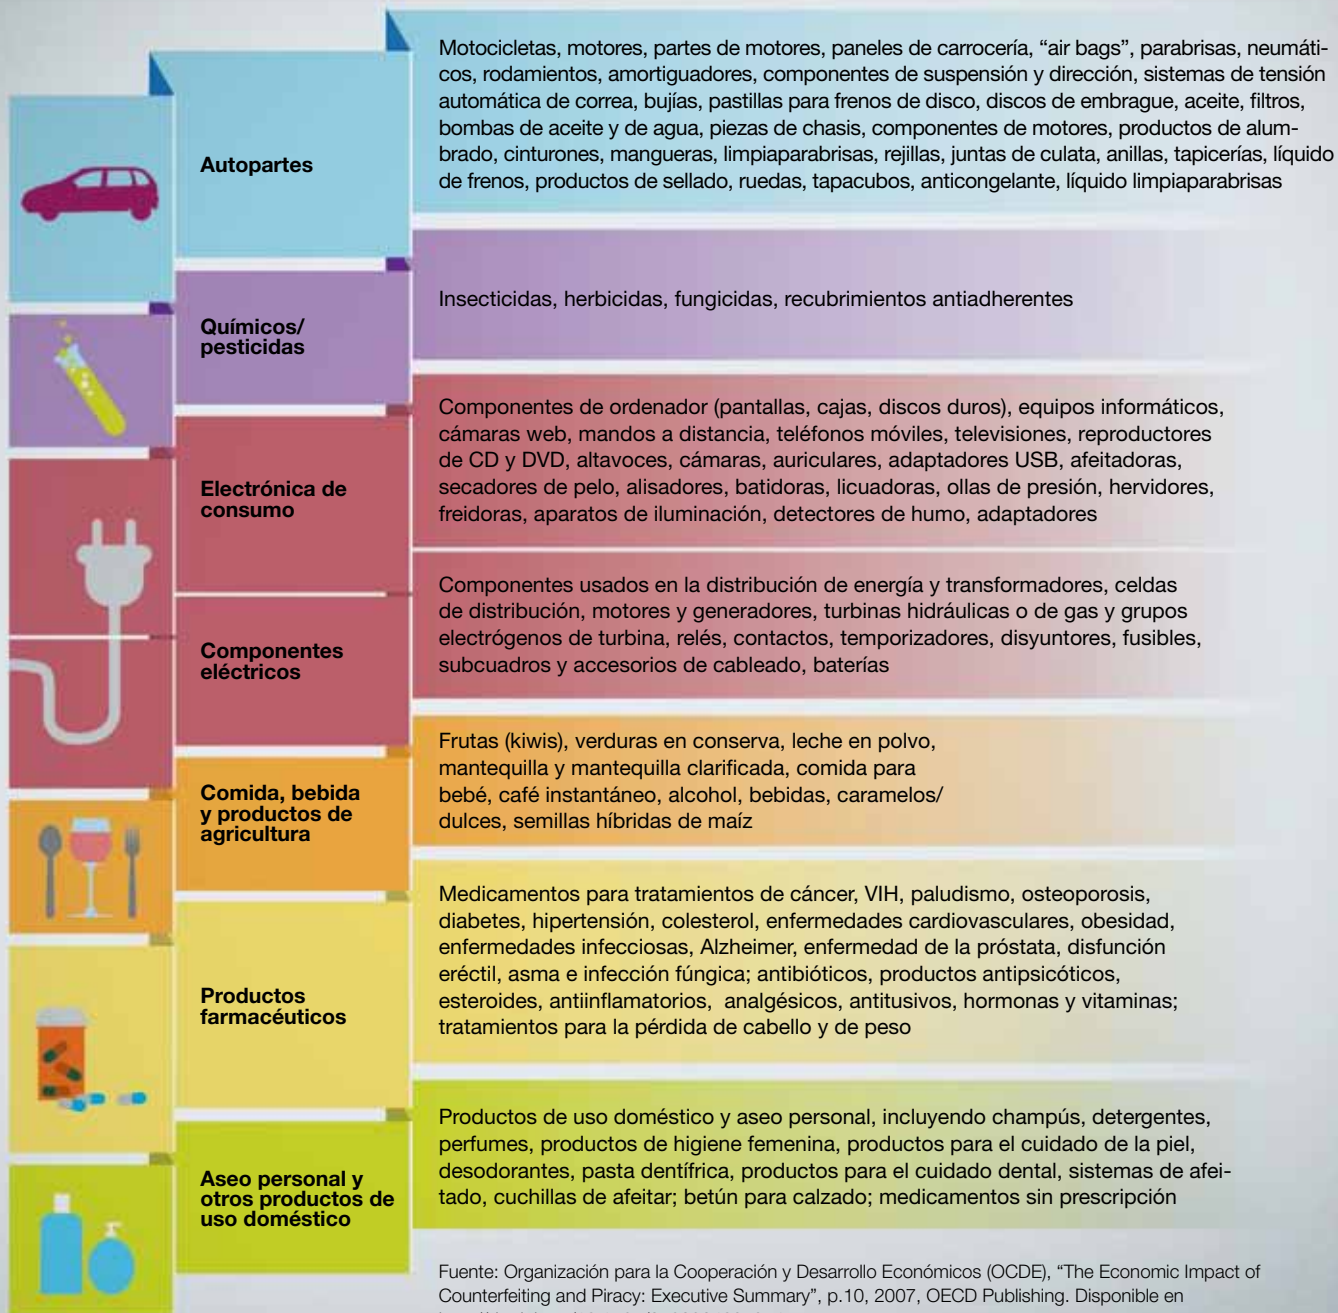 Motocicletas, motores, partes de motores, paneles de carrocería, “air bags”, parabrisas, neumáti-
cos, rodamientos, amortiguadores, componentes de suspensión y dirección, sistemas de tensión
automática de correa, bujías, pastillas para frenos de disco, discos de embrague, aceite, filtros,
bombas de aceite y de agua, piezas de chasis, componentes de motores, productos de alum-
brado, cinturones, mangueras, limpiaparabrisas, rejillas, juntas de culata, anillas, tapicerías, líquido
de frenos, productos de sellado, ruedas, tapacubos, anticongelante, líquido limpiaparabrisas
Autopartes
Insecticidas, herbicidas, fungicidas, recubrimientos antiadherentes
Químicos/
pesticidas
Componentes de ordenador (pantallas, cajas, discos duros), equipos informáticos,
cámaras web, mandos a distancia, teléfonos móviles, televisiones, reproductores
de CD y DVD, altavoces, cámaras, auriculares, adaptadores USB, afeitadoras,
secadores de pelo, alisadores, batidoras, licuadoras, ollas de presión, hervidores,
freidoras, aparatos de iluminación, detectores de humo, adaptadores
Electrónica de
consumo
Componentes usados en la distribución de energía y transformadores, celdas
de distribución, motores y generadores, turbinas hidráulicas o de gas y grupos
electrógenos de turbina, relés, contactos, temporizadores, disyuntores, fusibles,
subcuadros y accesorios de cableado, baterías
Componentes
eléctricos
Frutas (kiwis), verduras en conserva, leche en polvo,
mantequilla y mantequilla clarificada, comida para
bebé, café instantáneo, alcohol, bebidas, caramelos/
dulces, semillas híbridas de maíz
Comida, bebida
y productos de
agricultura
Medicamentos para tratamientos de cáncer, VIH, paludismo, osteoporosis,
diabetes, hipertensión, colesterol, enfermedades cardiovasculares, obesidad,
enfermedades infecciosas, Alzheimer, enfermedad de la próstata, disfunción
eréctil, asma e infección fúngica; antibióticos, productos antipsicóticos,
esteroides, antiinflamatorios, analgésicos, antitusivos, hormonas y vitaminas;
tratamientos para la pérdida de cabello y de peso
Productos
farmacéuticos
Productos de uso doméstico y aseo personal, incluyendo champús, detergentes,
perfumes, productos de higiene femenina, productos para el cuidado de la piel,
desodorantes, pasta dentífrica, productos para el cuidado dental, sistemas de afei-
tado, cuchillas de afeitar; betún para calzado; medicamentos sin prescripción
Aseo personal y
otros productos de
uso doméstico
Fuente: Organización para la Cooperación y Desarrollo Económicos (OCDE), “The Economic Impact of
Counterfeiting and Piracy: Executive Summary”, p.10, 2007, OECD Publishing. Disponible en